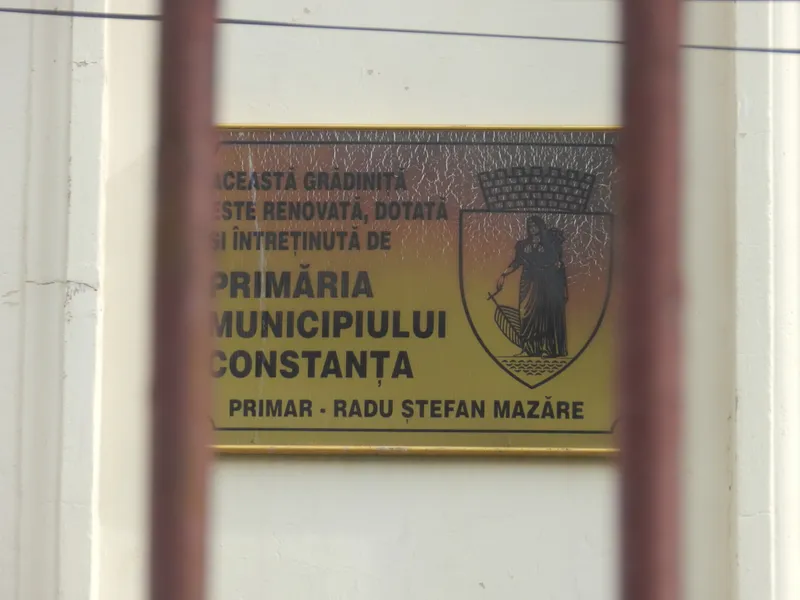 ACEASTĂ GRĂDINIȚĂ
ESTE RENOVATĂ, DOTATĂ
ȘI ÎNTREȚINUTĂ DE
PRIMĂRIA
MUNICIPIULUI
CONSTANȚA
PRIMAR - RADU ȘTEFAN MAZĂRE